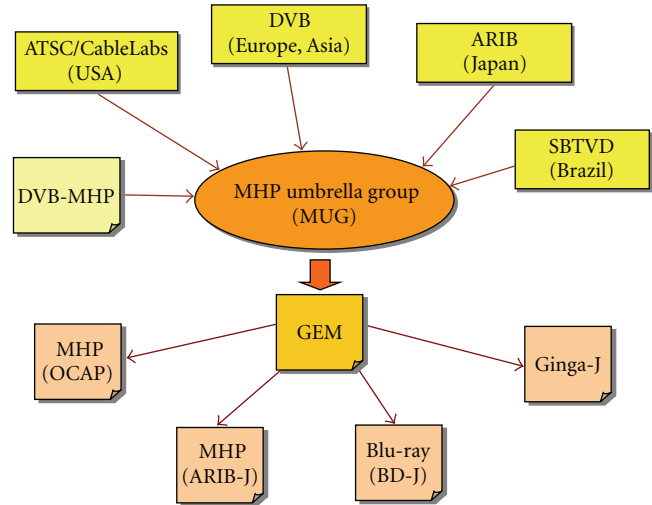 DVB
(Europe, Asia)
ATSC/CableLabs
(USA)
ARIB
(Japan)
SBTVD
(Brazil)
DVB-MHP
MHP umbrella group
(MUG)
GEM
MHP
(OCAP)
Ginga-J
MHP
(ARIB-J)
Blu-ray
(BD-J)